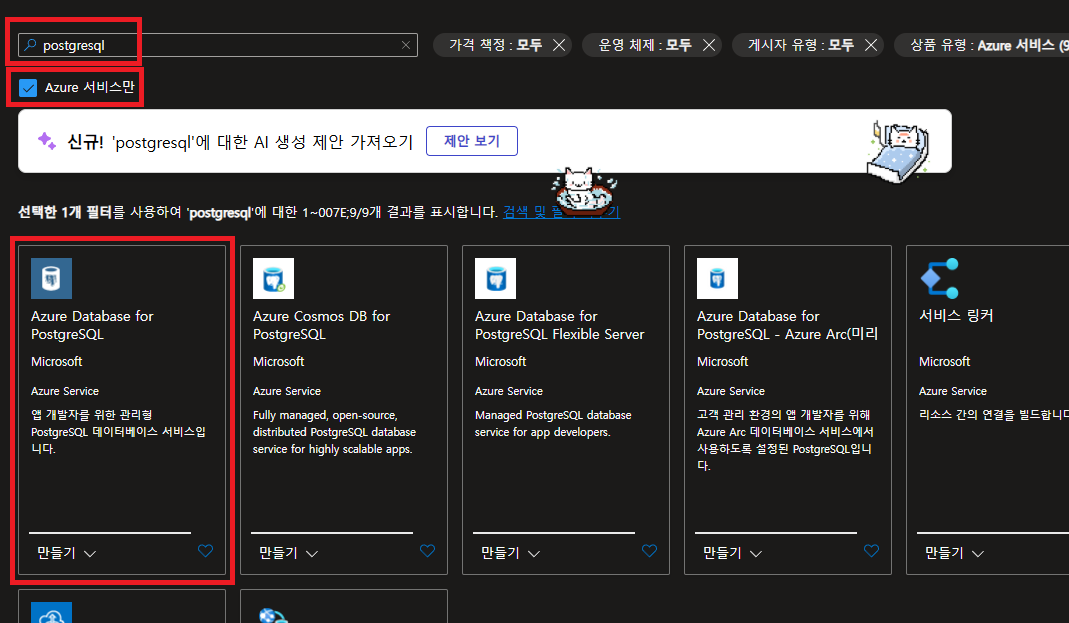 postgresql
가격 책정 : 모두
운영 체제 : 모두
게시자 유형 : 모두
상품 유형 : Azure 서비스 (9
Azure 서비스만
신규! 'postgresql'에 대한 AI 생성 제안 가져오기
제안 보기
선택한 1개 필터를 사용하여 'postgresql'에 대한 1~007E;9/9개 결과를 표시합니다. 검색 및
Azure Database for
PostgreSQL
Microsoft
Azure Service
앱 개발자를 위한 관리형
PostgreSQL 데이터베이스 서비스입
니다.
만들기
Azure Cosmos DB for
PostgreSQL
Microsoft
Azure Service
Fully managed, open-source,
distributed PostgreSQL database
service for highly scalable apps.
만들기
Azure Database for
PostgreSQL Flexible Server
Microsoft
Azure Service
Managed PostgreSQL database
service for app developers.
만들기
Azure Database for
PostgreSQL - Azure Arc(미리
Microsoft
Azure Service
고객 관리 환경의 앱 개발자를 위해
Azure Arc 데이터베이스 서비스에서
사용하도록 설정된 PostgreSQL입니
다.
만들기
서비스 링커
Microsoft
Azure Service
리소스 간의 연결을 빌드합니다
만들기